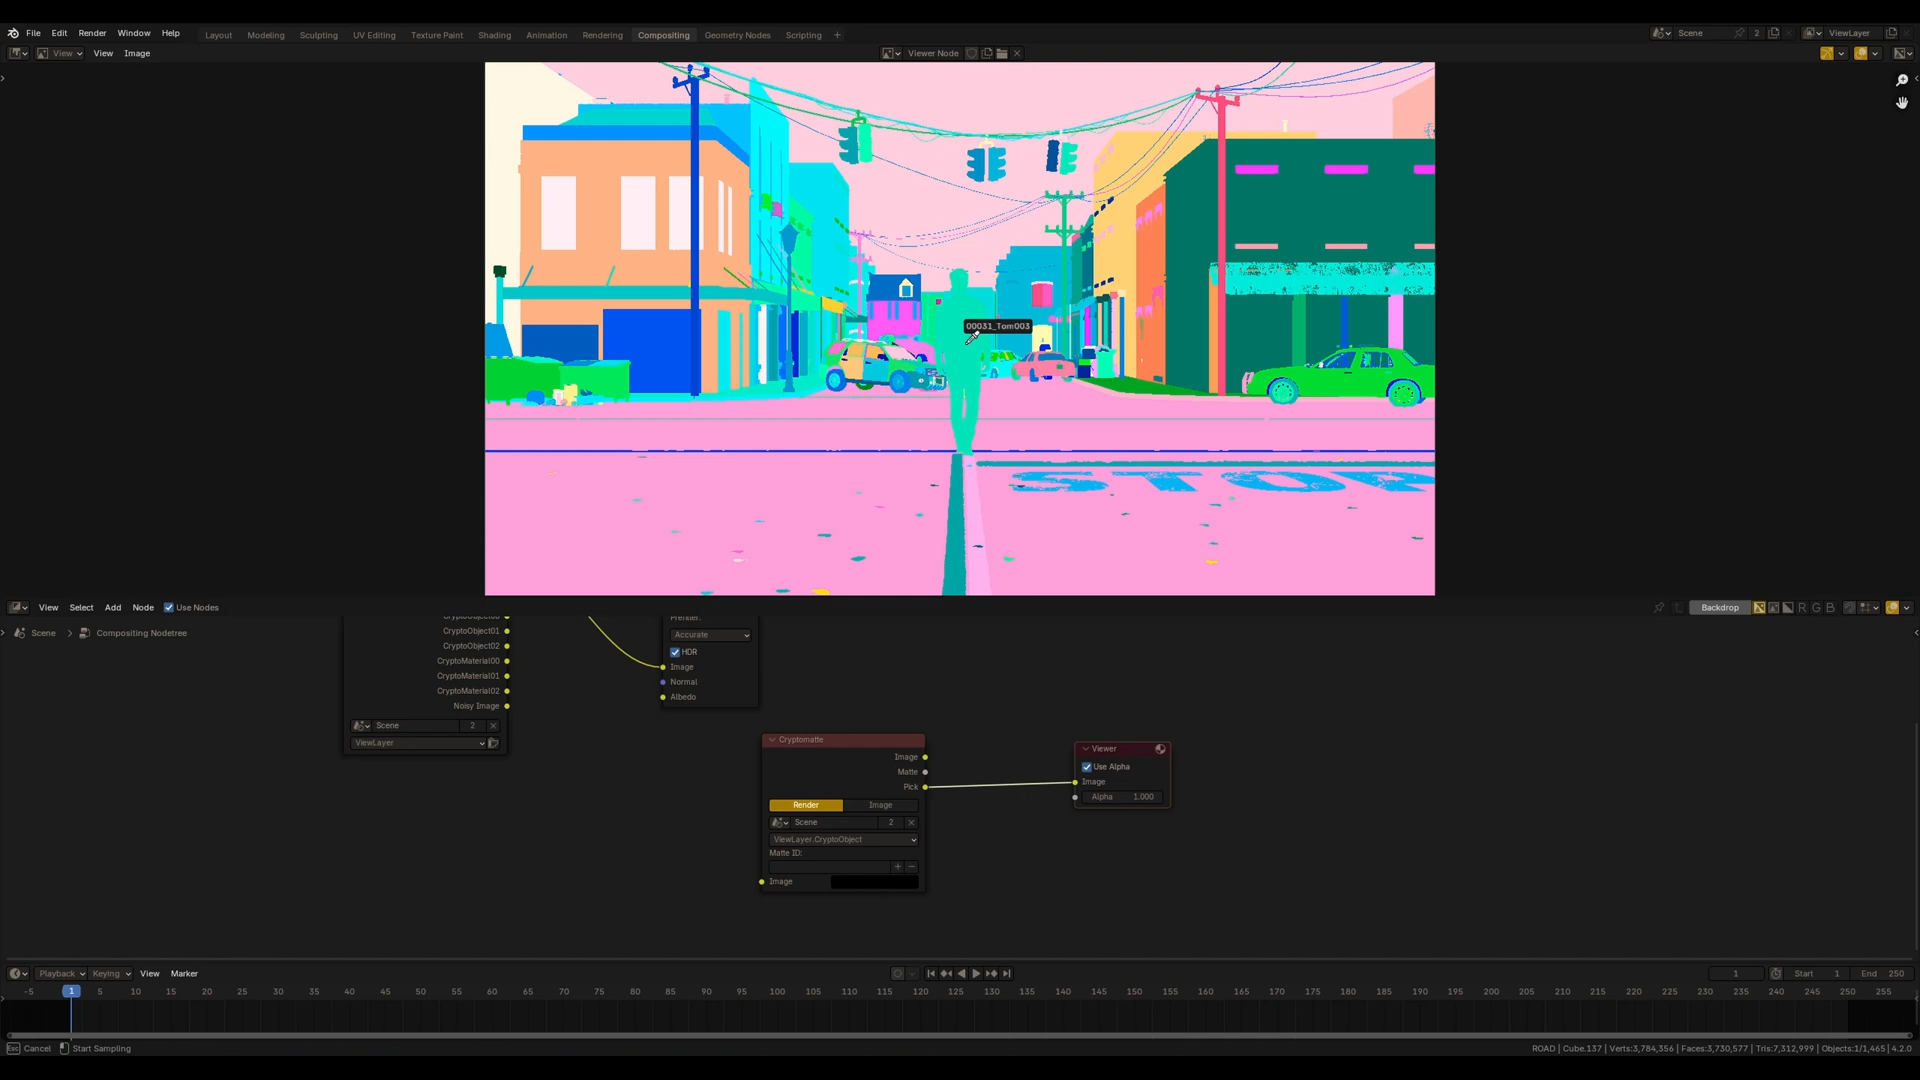 File Edit Render Window Help Layout Modeling Sculpting UV Editing Texture Paint Shading Animation Rendering Compositing Geometry Nodes Scripting + Scene 2 ViewLayer
View View Image Viewer Node
00031_Tom003
STOP
View Select Add Node Use Nodes Backdrop R G B
Scene > Compositing Nodetree
CryptoObject01
CryptoObject02
CryptoMaterial00
CryptoMaterial01
CryptoMaterial02
Noisy Image
Scene 2
ViewLayer
Prefilter:
Accurate
HDR
Image
Normal
Albedo
Cryptomatte
Image
Matte
Pick
Render Image
Scene 2
ViewLayer.CryptoObject
Matte ID:
Image
Viewer
Use Alpha
Image
Alpha 1.000
Playback Keying View Marker 1 Start 1 End 250
-5 1 5 10 15 20 25 30 35 40 45 50 55 60 65 70 75 80 85 90 95 100 105 110 115 120 125 130 135 140 145 150 155 160 165 170 175 180 185 190 195 200 205 210 215 220 225 230 235 240 245 250 255
Esc Cancel Start Sampling ROAD | Cube.137 | Verts:3,784,356 | Faces:3,730,577 | Tris:7,312,999 | Objects:1/1,465 | 4.2.0